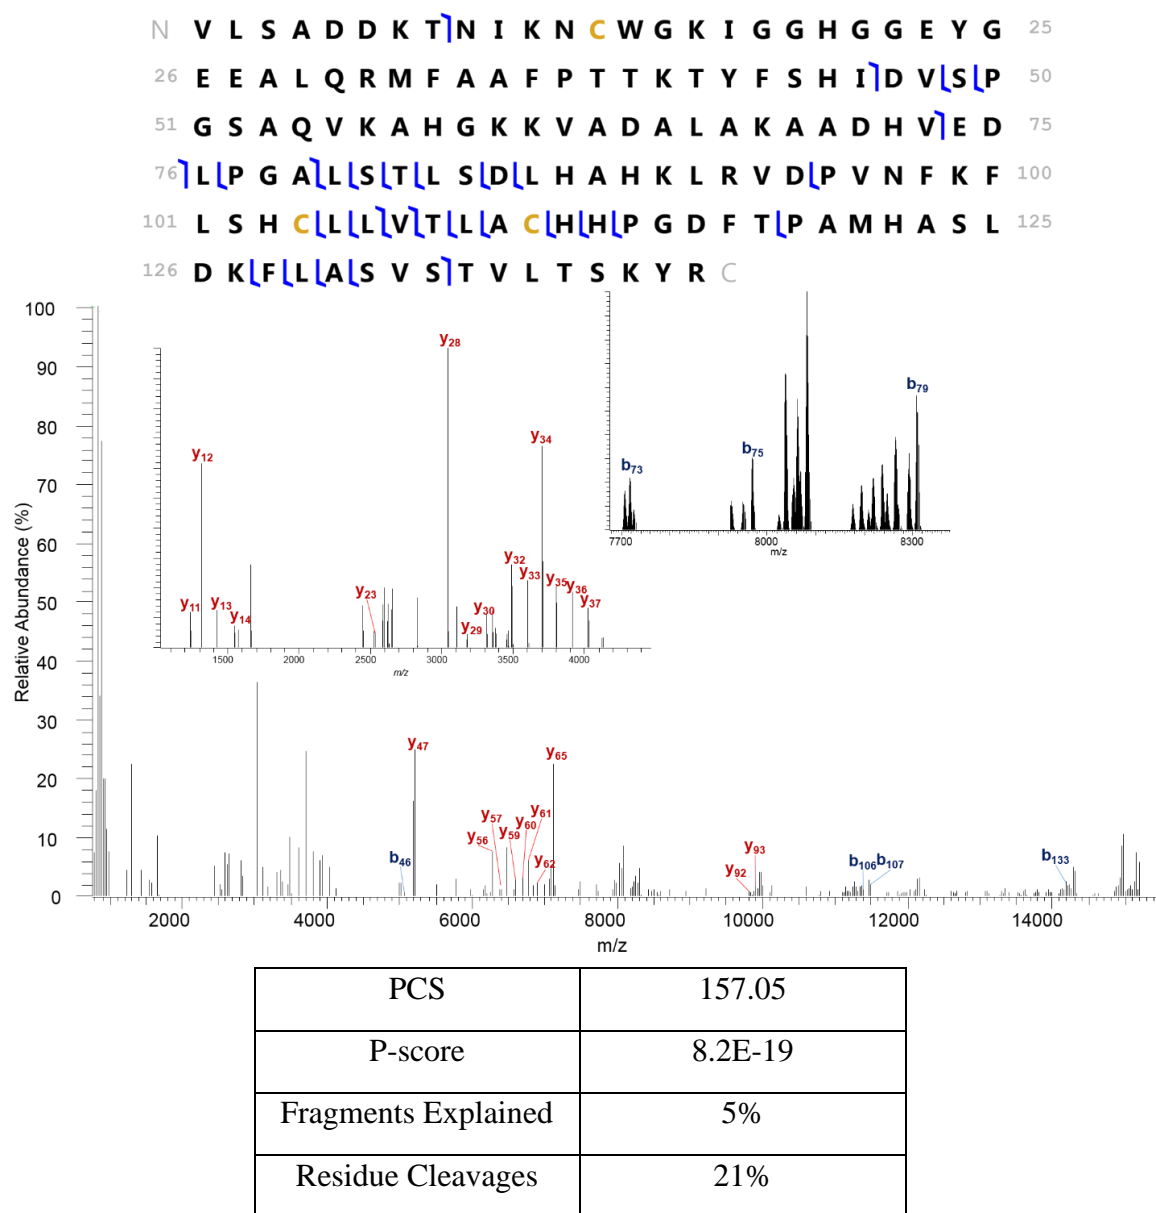 N V L S A D D K T N I K N C W G K I G G H G G E Y G 25
26 E E A L Q R M F A A F P T T K T Y F S H I D V S P 50
51 G S A Q V K A H G K K V A D A L A K A A D H V E D 75
76 L P G A L S T L S D L H A H K L R V D P V N F K F 100
101 L S H C L L V T L A C H H P G D F T P A M H A S L 125
126 D K F L A S V S T V L T S K Y R C
100
90
80
70
60
50
40
30
20
10
0
Relative Abundance (%)
y28
y34
y12
y32
y33
y35
y36
y37
y11
y13
y14
y23
y30
y29
1500 2000 2500 3000 3500 4000
m/z
b79
b75
b73
7700 8000 8300
m/z
y47
y65
y57
y61
y56
y59
y60
y62
b46
y93
y92
b106 b107
b133
2000 4000 6000 8000 10000 12000 14000
m/z
PCS 157.05
P-score 8.2E-19
Fragments Explained 5%
Residue Cleavages 21%